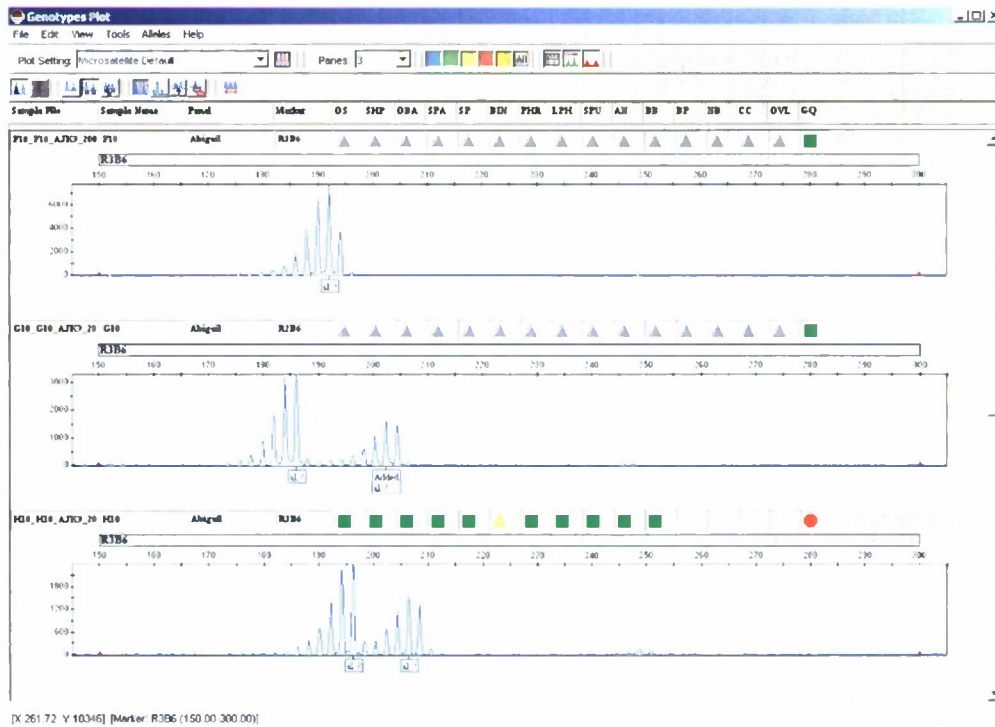 Genotypes Plot
File Edit View Tools Alleles Help
Plot Setting: Microsatellite Default Panes: 3
Sample File Sample Name Panel Marker OS SHP OBA SPA SP BIN PHR LPH SPU AN BB BP NB CC OVL GQ
F10_F10_AJK3_200 F10 Abigail R3B6
R3B6
150 160 170 180 190 200 210 220 230 240 250 260 270 280 290 300
6000
4000
2000
0
G10_G10_AJK3_20 G10 Abigail R3B6
R3B6
150 160 170 180 190 200 210 220 230 240 250 260 270 280 290 300
3000
2000
1000
0
Added
H10_H10_AJK3_20 H10 Abigail R3B6
R3B6
150 160 170 180 190 200 210 220 230 240 250 260 270 280 290 300
1800
1200
600
0
[X 261.72 Y 10346] [Marker: R3B6 (150.00 300.00)]